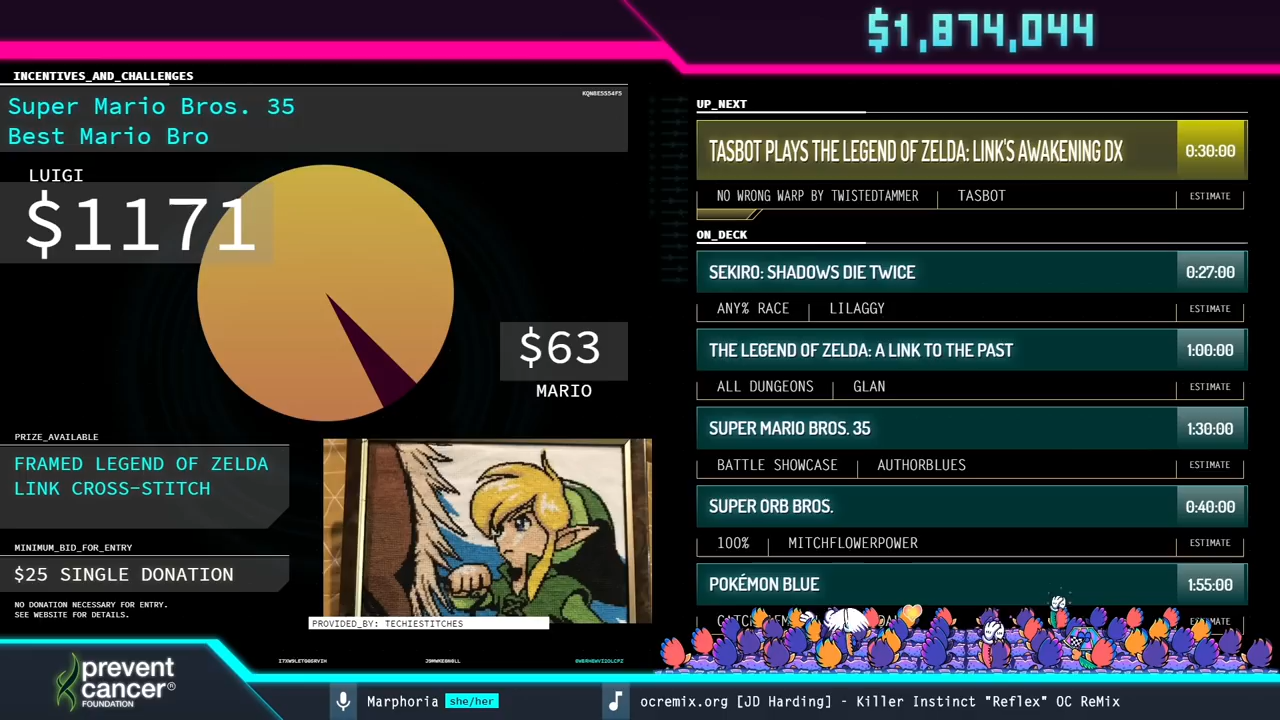 $1,874,044
INCENTIVES_AND_CHALLENGES
Super Mario Bros. 35
Best Mario Bro
LUIGI
$1171
$63
MARIO
PRIZE_AVAILABLE
FRAMED LEGEND OF ZELDA
LINK CROSS-STITCH
MINIMUM_BID_FOR_ENTRY
$25 SINGLE DONATION
NO DONATION NECESSARY FOR ENTRY.
SEE WEBSITE FOR DETAILS.
PROVIDED_BY: TECHIESTITCHES
UP_NEXT
TASBOT PLAYS THE LEGEND OF ZELDA: LINK'S AWAKENING DX 0:30:00
NO WRONG WARP BY TWISTEDTAMMER TASBOT ESTIMATE
ON_DECK
SEKIRO: SHADOWS DIE TWICE 0:27:00
ANY% RACE LILAGGY ESTIMATE
THE LEGEND OF ZELDA: A LINK TO THE PAST 1:00:00
ALL DUNGEONS GLAN ESTIMATE
SUPER MARIO BROS. 35 1:30:00
BATTLE SHOWCASE AUTHORBLUES ESTIMATE
SUPER ORB BROS. 0:40:00
100% MITCHFLOWERPOWER ESTIMATE
POKÉMON BLUE 1:55:00
prevent
cancer®
FOUNDATION
Marphoria she/her
ocremix.org [JD Harding] - Killer Instinct "Reflex" OC ReMix